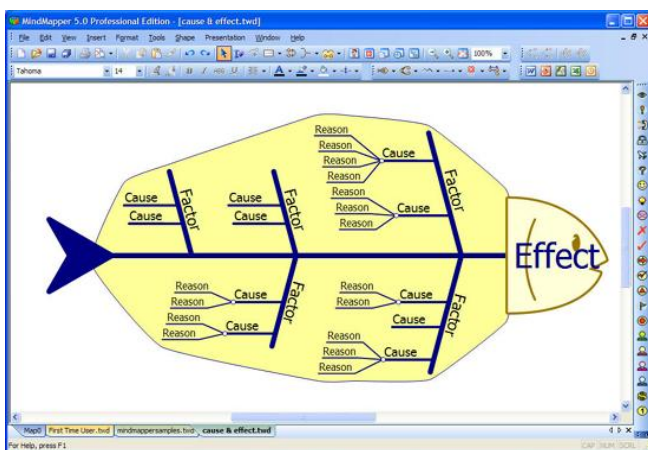 MindMapper 5.0 Professional Edition - [cause & effect.twd]
File Edit View Insert Format Tools Shape Presentation Window Help
100%
Tahoma 14
Reason
Reason
Reason
Reason
Cause
Reason
Reason
Reason
Cause
Factor
Cause
Cause
Factor
Cause
Cause
Factor
Effect
Reason
Reason
Cause
Reason
Reason
Cause
Factor
Reason
Reason
Cause
Cause
Reason
Reason
Reason
Cause
Factor
Map0 First Time User.twd mindmappersamples.twd cause & effect.twd
For Help, press F1
CAP NUM SCRL